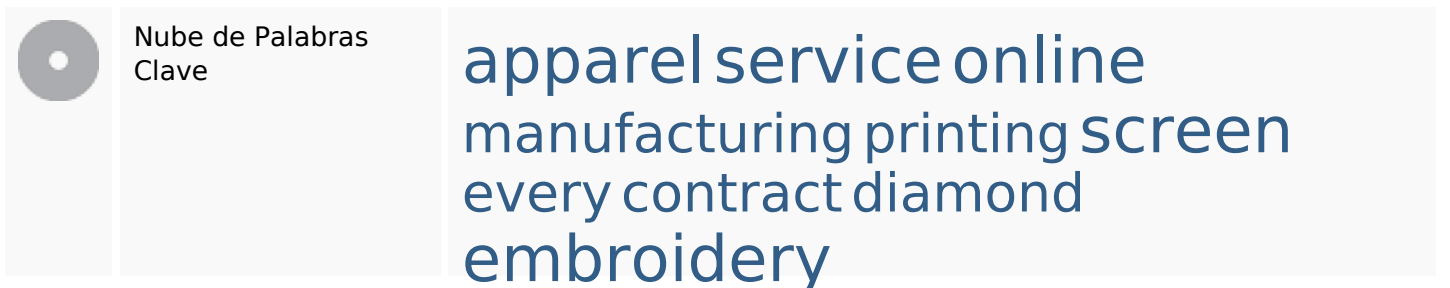 Nube de Palabras
Clave
apparel service online
manufacturing printing screen
every contract diamond
embroidery